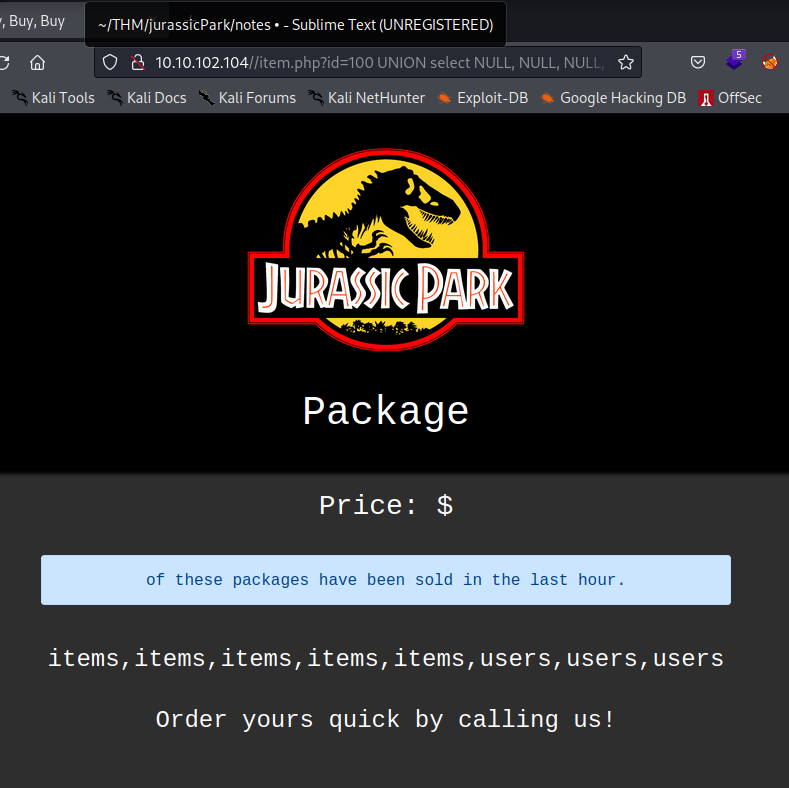 , Buy, Buy
~/THM/jurassicPark/notes • - Sublime Text (UNREGISTERED)
10.10.102.104//item.php?id=100 UNION select NULL, NULL, NULL,
5
Kali Tools
Kali Docs
Kali Forums
Kali NetHunter
Exploit-DB
Google Hacking DB
OffSec
JURASSIC PARK
Package
Price: $
of these packages have been sold in the last hour.
items,items,items,items,items,users,users,users
Order yours quick by calling us!